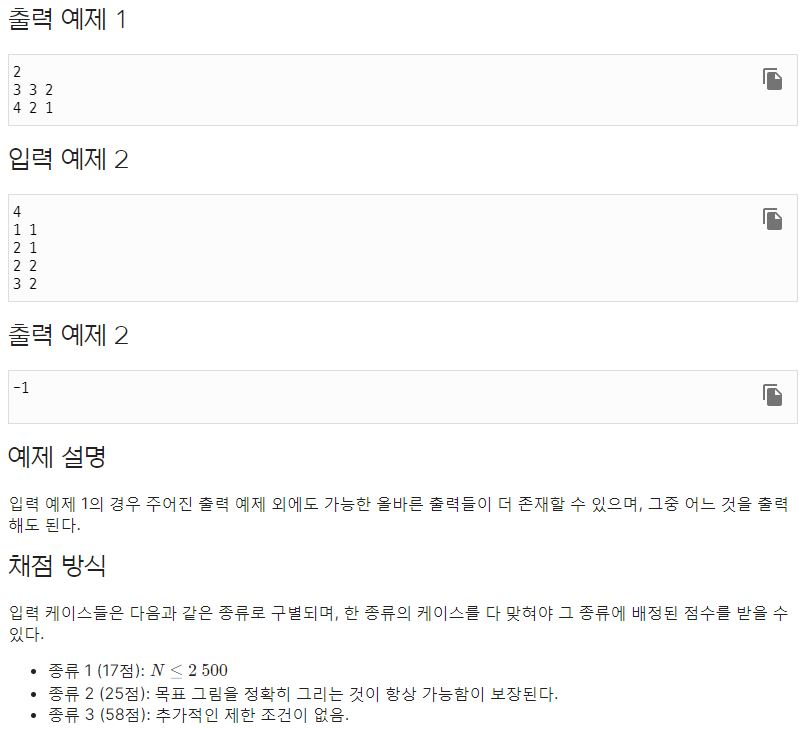 출력 예제 1
2
3 3 2
4 2 1
입력 예제 2
4
1 1
2 1
2 2
3 2
출력 예제 2
-1
예제 설명
입력 예제 1의 경우 주어진 출력 예제 외에도 가능한 올바른 출력들이 더 존재할 수 있으며, 그중 어느 것을 출력
해도 된다.
채점 방식
입력 케이스들은 다음과 같은 종류로 구별되며, 한 종류의 케이스를 다 맞혀야 그 종류에 배정된 점수를 받을 수
있다.
• 종류 1 (17점): N ≤ 2 500
• 종류 2 (25점): 목표 그림을 정확히 그리는 것이 항상 가능함이 보장된다.
• 종류 3 (58점): 추가적인 제한 조건이 없음.